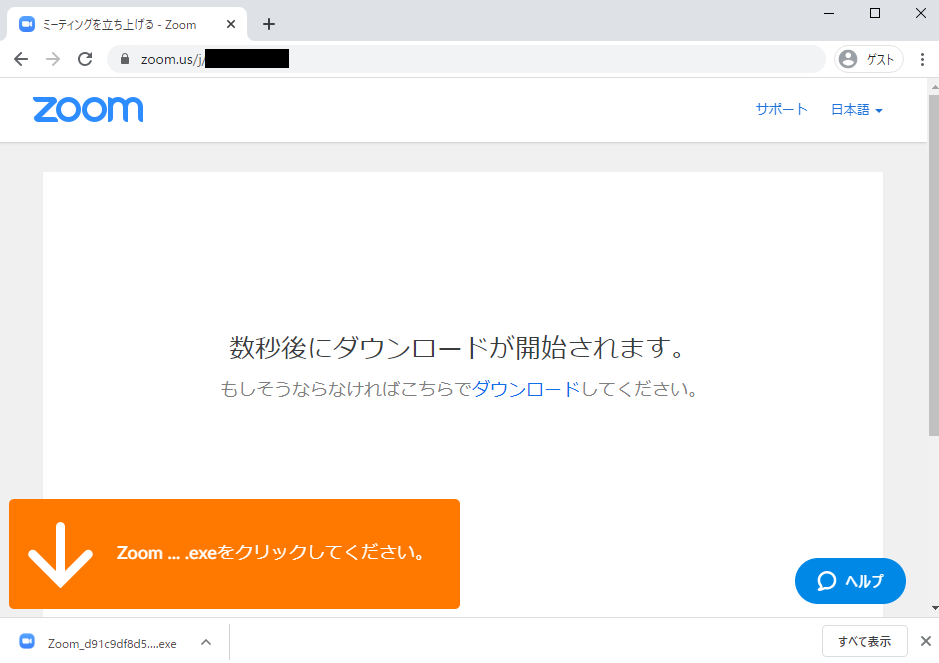 ミーティングを立ち上げる - Zoom
zoom.us/j/
ゲスト
zoom
サポート 日本語
数秒後にダウンロードが開始されます。
もしそうならなければこちらでダウンロードしてください。
Zoom ... .exeをクリックしてください。
ヘルプ
Zoom_d91c9df8d5....exe
すべて表示